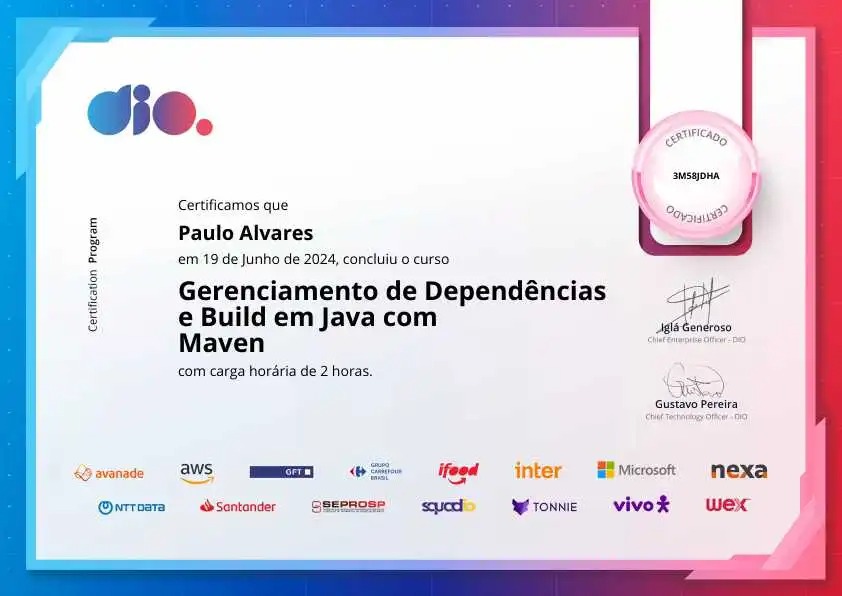 dio.
CERTIFICADO
3M58JDHA
CERTIFICADO
Certification Program
Certificamos que
Paulo Alvares
em 19 de Junho de 2024, concluiu o curso
Gerenciamento de Dependências
e Build em Java com
Maven
com carga horária de 2 horas.
Iglá Generoso
Chief Enterprise Officer - DIO
Gustavo Pereira
Chief Technology Officer - DIO
avanade
aws
GFT
GRUPO
CARREFOUR
BRASIL
ifood
inter
Microsoft
nexa
NTT DATA
Santander
SEPROSP
squadio
TONNIE
vivo
wex